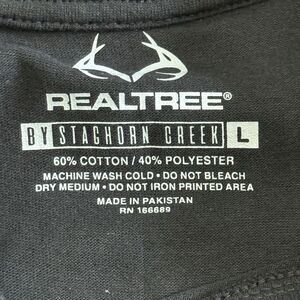 REALTREE®
BY STAGHORN CREEK L
60% COTTON / 40% POLYESTER
MACHINE WASH COLD • DO NOT BLEACH
DRY MEDIUM • DO NOT IRON PRINTED AREA
MADE IN PAKISTAN
RN 166689